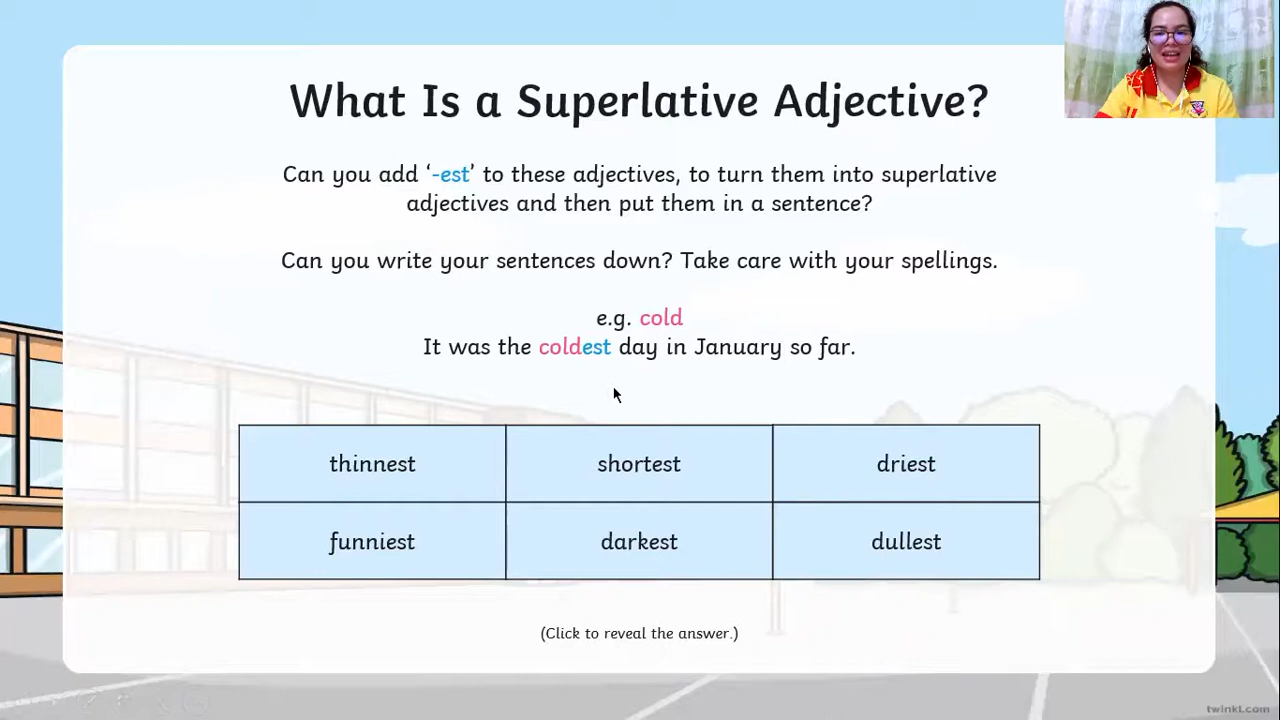 What Is a Superlative Adjective?
Can you add ‘-est’ to these adjectives, to turn them into superlative
adjectives and then put them in a sentence?
Can you write your sentences down? Take care with your spellings.
e.g. cold
It was the coldest day in January so far.
thinnest shortest driest
funniest darkest dullest
(Click to reveal the answer.)
twinkl.com